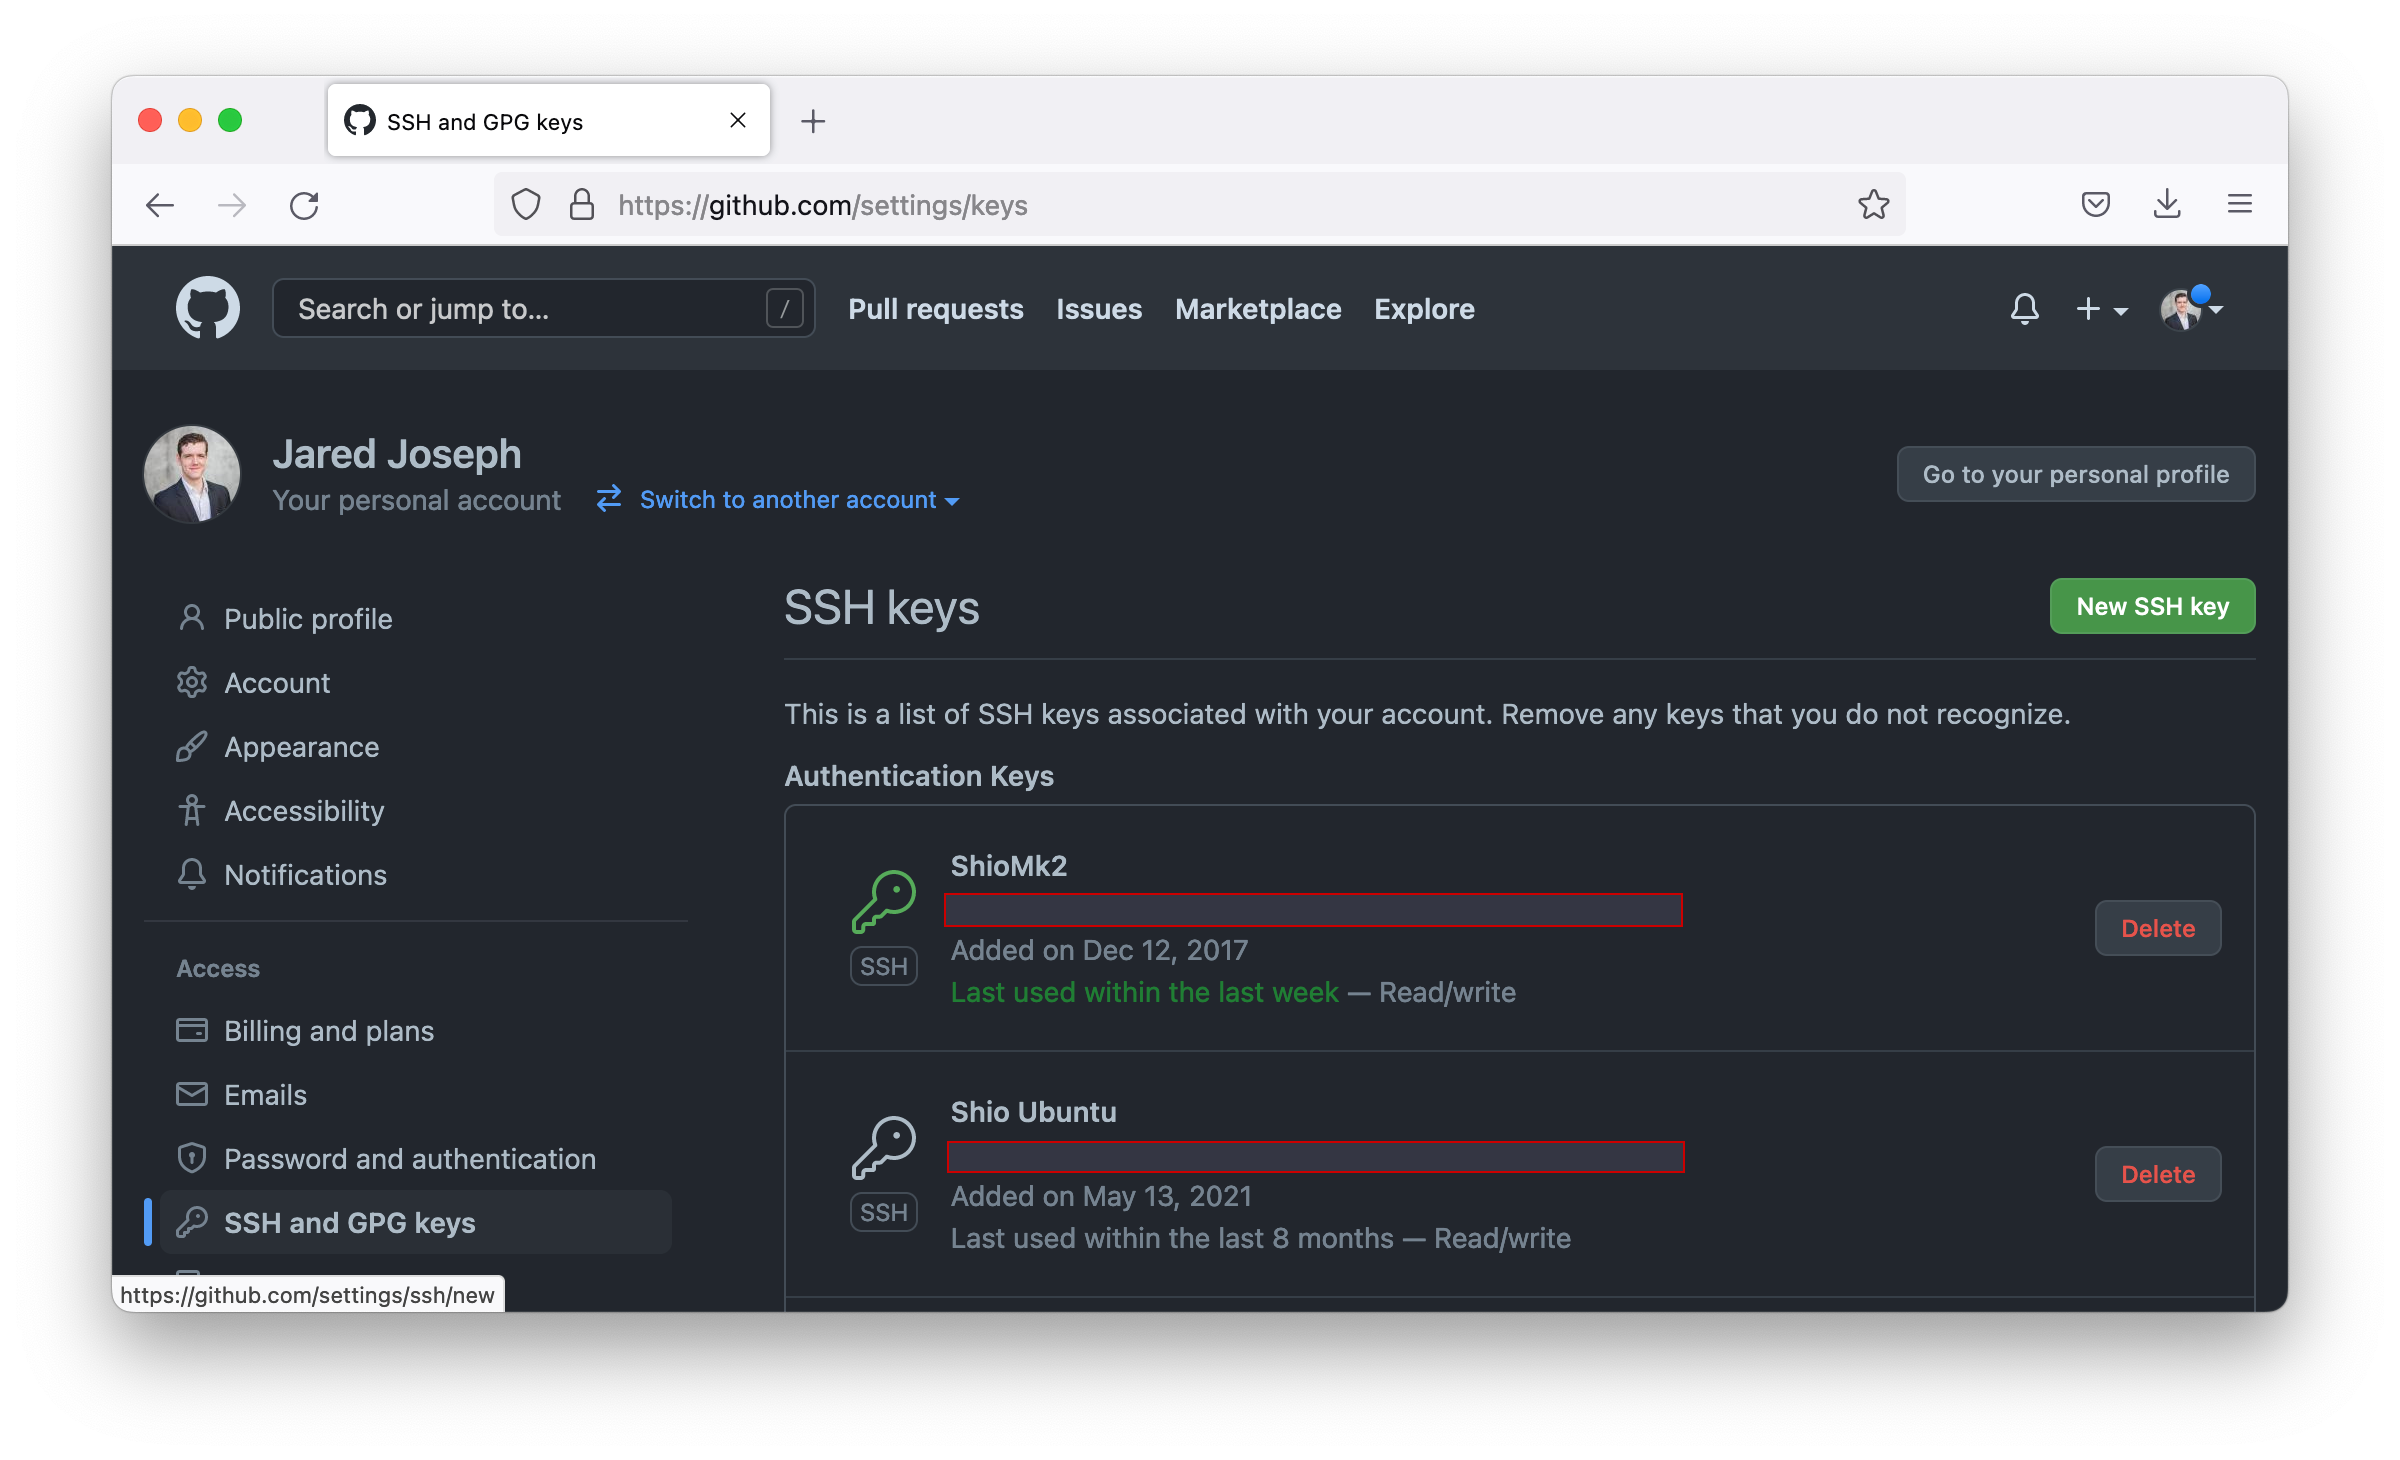 SSH and GPG keys
https://github.com/settings/keys
Search or jump to... /
Pull requests Issues Marketplace Explore
Jared Joseph
Your personal account Switch to another account
Go to your personal profile
Public profile
Account
Appearance
Accessibility
Notifications
Access
Billing and plans
Emails
Password and authentication
SSH and GPG keys
https://github.com/settings/ssh/new
SSH keys
New SSH key
This is a list of SSH keys associated with your account. Remove any keys that you do not recognize.
Authentication Keys
ShioMk2
SSH
Added on Dec 12, 2017
Last used within the last week — Read/write
Delete
Shio Ubuntu
SSH
Added on May 13, 2021
Last used within the last 8 months — Read/write
Delete